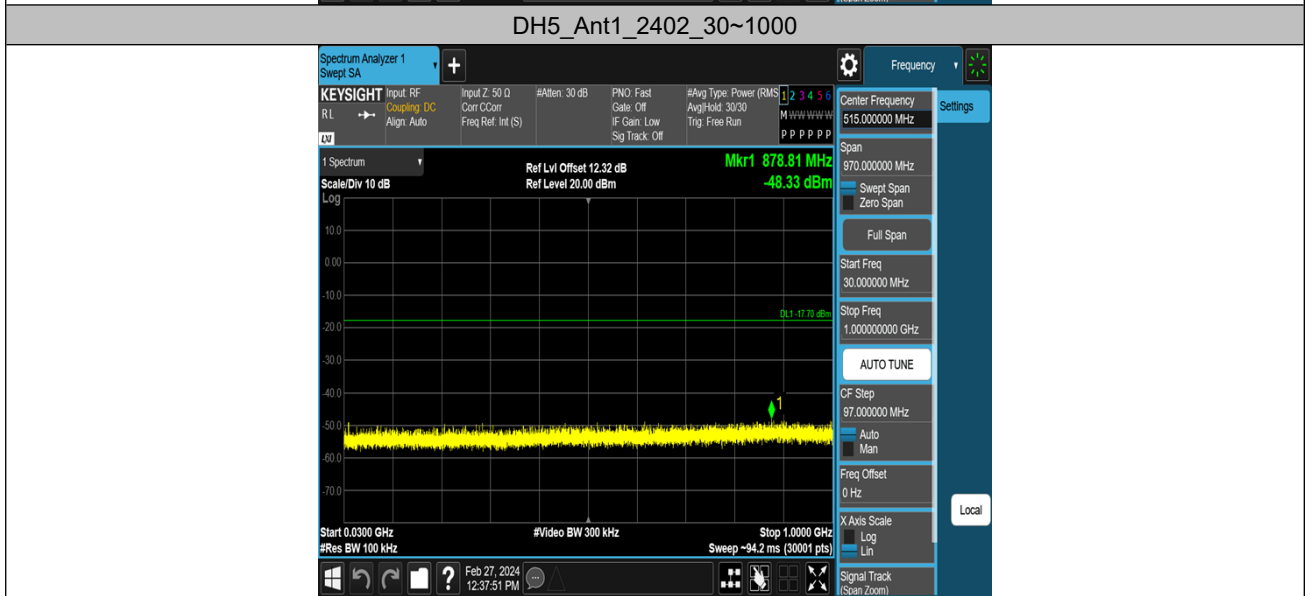 (Span Zoom)
DH5_Ant1_2402_30~1000
Spectrum Analyzer 1
Swept SA
+
Frequency
KEYSIGHT
RL
LXI
Input: RF
Coupling: DC
Align: Auto
Input Z: 50 Ω
Corr CCorr
Freq Ref: Int (S)
#Atten: 30 dB
PNO: Fast
Gate: Off
IF Gain: Low
Sig Track: Off
#Avg Type: Power (RMS
Avg|Hold: 30/30
Trig: Free Run
1 2 3 4 5 6
M W W W W W
P P P P P P
Center Frequency
515.000000 MHz
Settings
Span
970.000000 MHz
Swept Span
Zero Span
Full Span
Start Freq
30.000000 MHz
Stop Freq
1.000000000 GHz
AUTO TUNE
CF Step
97.000000 MHz
Auto
Man
Freq Offset
0 Hz
X Axis Scale
Log
Lin
Local
Signal Track
(Span Zoom)
1 Spectrum
Scale/Div 10 dB
Log
Ref Lvl Offset 12.32 dB
Ref Level 20.00 dBm
Mkr1 878.81 MHz
-48.33 dBm
10.0
0.00
-10.0
DL1 -17.70 dBm
-20.0
-30.0
-40.0
1
-50.0
-60.0
-70.0
Start 0.0300 GHz
#Res BW 100 kHz
#Video BW 300 kHz
Stop 1.0000 GHz
Sweep ~94.2 ms (30001 pts)
?
Feb 27, 2024
12:37:51 PM